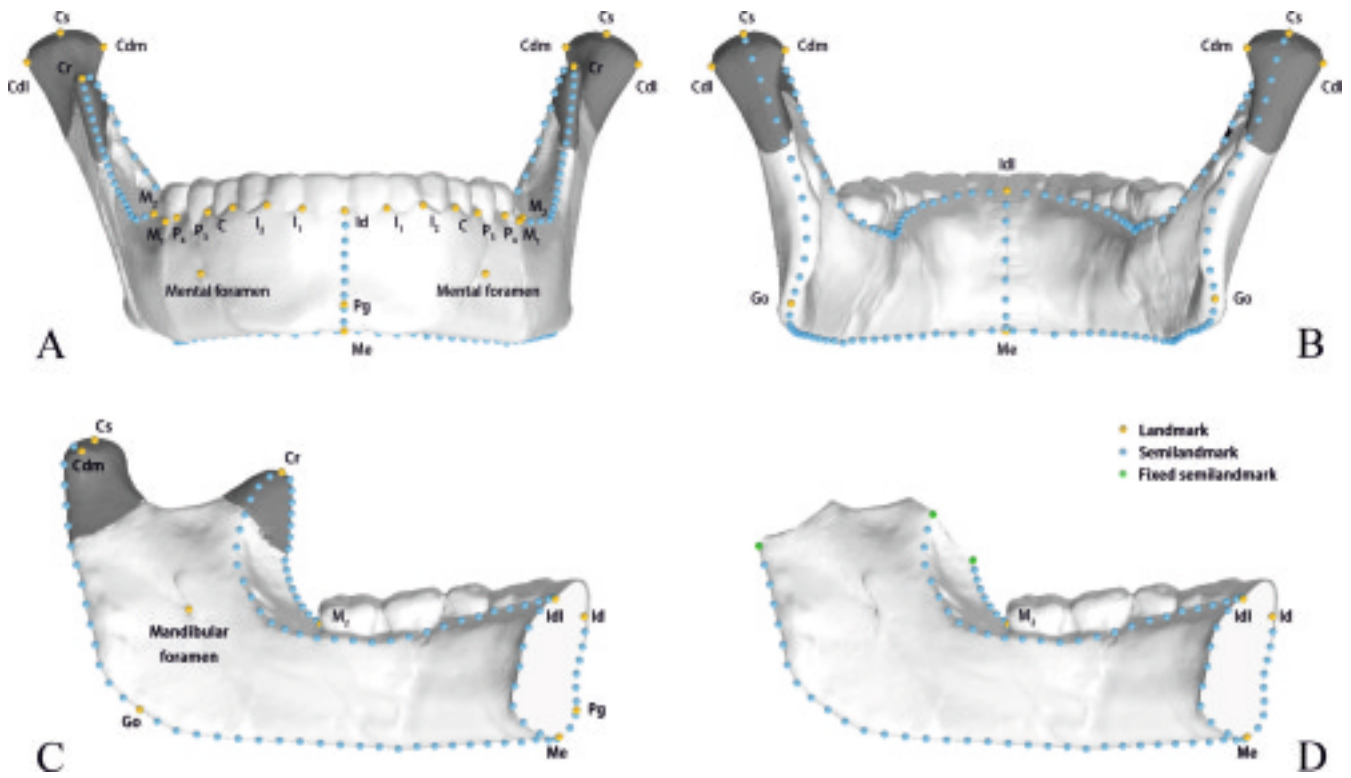 Cs
Cdm
Cr
Cdl
Cs
Cdm
Cr
Cdl
M₂
M₁ P₄ P₃ C I₂ I₁ Id I₁ I₂ C P₃ P₄ M₁
M₂
Mental foramen
Mental foramen
Pg
Me
A
Cs
Cdm
Cdl
Cs
Cdm
Cdl
Idl
Go
Go
Me
B
Cs
Cdm
Cr
Mandibular
foramen
M₂
Idl
Id
Go
Pg
Me
C
Landmark
Semilandmark
Fixed semilandmark
Idl
Id
Me
D